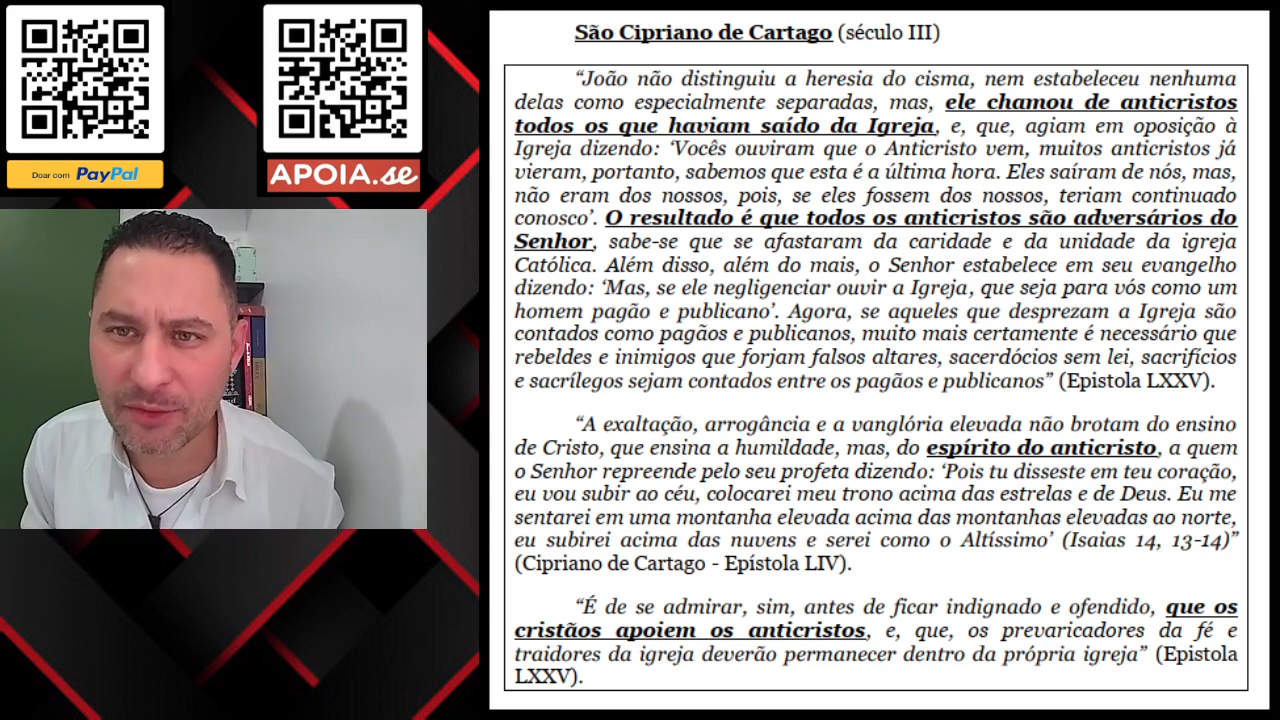 Doar com PayPal
APOIA.se
São Cipriano de Cartago (século III)
“João não distinguiu a heresia do cisma, nem estabeleceu nenhuma
delas como especialmente separadas, mas, ele chamou de anticristos
todos os que haviam saído da Igreja, e, que, agiam em oposição à
Igreja dizendo: ‘Vocês ouviram que o Anticristo vem, muitos anticristos já
vieram, portanto, sabemos que esta é a última hora. Eles saíram de nós, mas,
não eram dos nossos, pois, se eles fossem dos nossos, teriam continuado
conosco’. O resultado é que todos os anticristos são adversários do
Senhor, sabe-se que se afastaram da caridade e da unidade da igreja
Católica. Além disso, além do mais, o Senhor estabelece em seu evangelho
dizendo: ‘Mas, se ele negligenciar ouvir a Igreja, que seja para vós como um
homem pagão e publicano’. Agora, se aqueles que desprezam a Igreja são
contados como pagãos e publicanos, muito mais certamente é necessário que
rebeldes e inimigos que forjam falsos altares, sacerdócios sem lei, sacrifícios
e sacrílegos sejam contados entre os pagãos e publicanos” (Epistola LXXV).
“A exaltação, arrogância e a vanglória elevada não brotam do ensino
de Cristo, que ensina a humildade, mas, do espírito do anticristo, a quem
o Senhor repreende pelo seu profeta dizendo: ‘Pois tu disseste em teu coração,
eu vou subir ao céu, colocarei meu trono acima das estrelas e de Deus. Eu me
sentarei em uma montanha elevada acima das montanhas elevadas ao norte,
eu subirei acima das nuvens e serei como o Altíssimo’ (Isaias 14, 13-14)”
(Cipriano de Cartago - Epístola LIV).
“É de se admirar, sim, antes de ficar indignado e ofendido, que os
cristãos apoiem os anticristos, e, que, os prevaricadores da fé e
traidores da igreja deverão permanecer dentro da própria igreja” (Epistola
LXXV).